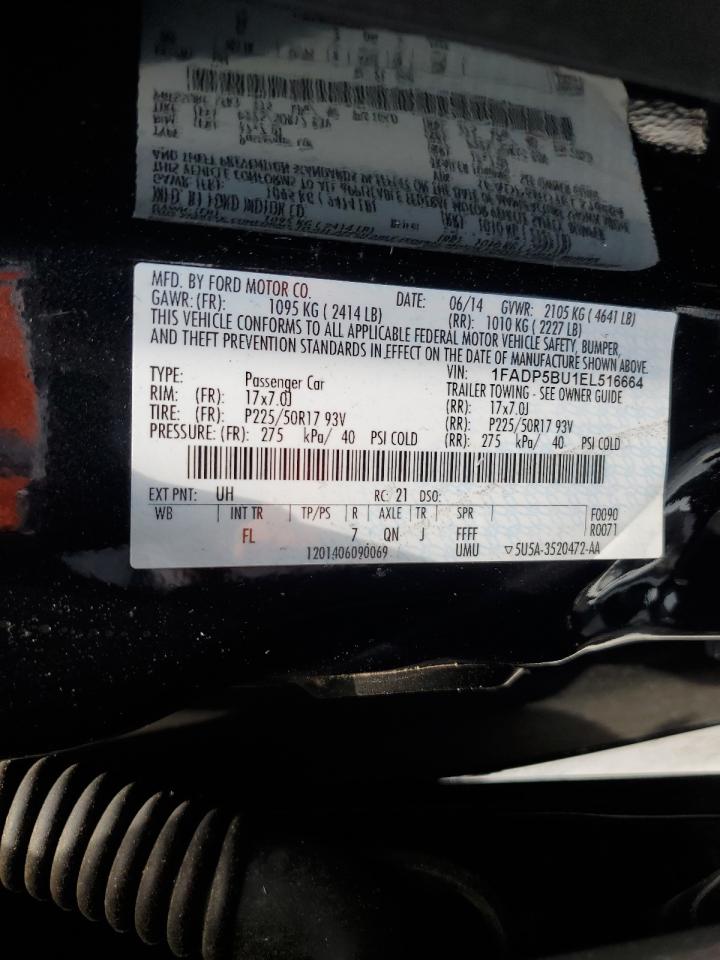 MFD. BY FORD MOTOR CO. DATE: 06/14 GVWR: 2105 KG ( 4641 LB)
GAWR: (FR): 1095 KG ( 2414 LB) (RR): 1010 KG ( 2227 LB)
THIS VEHICLE CONFORMS TO ALL APPLICABLE FEDERAL MOTOR VEHICLE SAFETY, BUMPER,
AND THEFT PREVENTION STANDARDS IN EFFECT ON THE DATE OF MANUFACTURE SHOWN ABOVE.
VIN: 1FADP5BU1EL516664
TYPE: Passenger Car TRAILER TOWING - SEE OWNER GUIDE
RIM: (FR): 17x7.0J (RR): 17x7.0J
TIRE: (FR): P225/50R17 93V (RR): P225/50R17 93V
PRESSURE: (FR): 275 kPa/ 40 PSI COLD (RR): 275 kPa/ 40 PSI COLD
EXT PNT: UH RC: 21 DSO:
WB INT TR TP/PS R AXLE TR SPR F0090
FL 7 QN J FFFF R0071
1201406090069 UMU ▽5U5A-3520472-AA